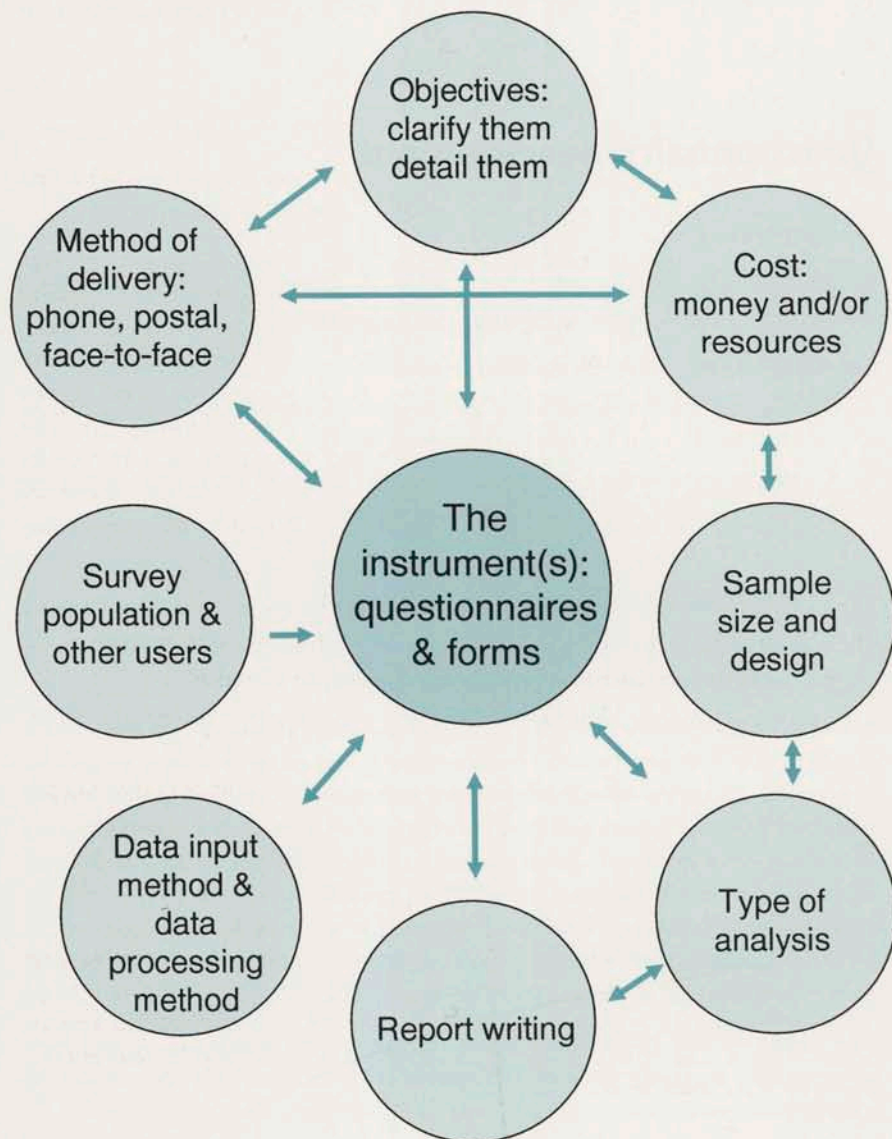 Objectives:
clarify them
detail them
Method of
delivery:
phone, postal,
face-to-face
Cost:
money and/or
resources
The
instrument(s):
questionnaires
& forms
Survey
population &
other users
Sample
size and
design
Data input
method &
data
processing
method
Type of
analysis
Report writing